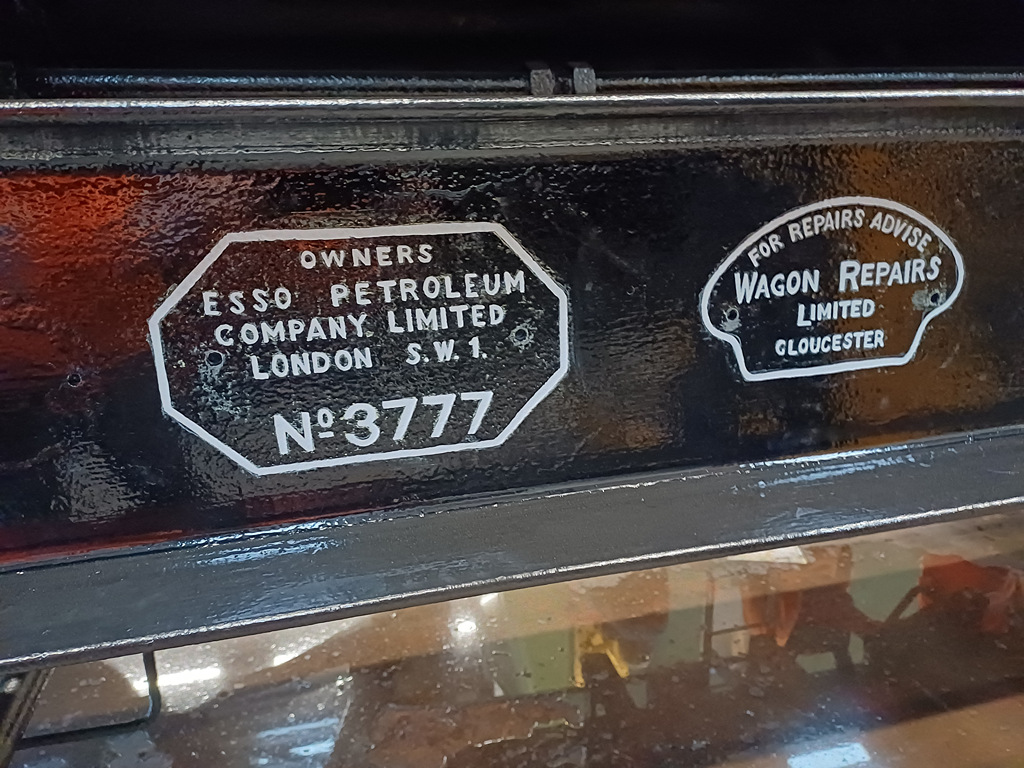 OWNERS
ESSO PETROLEUM
COMPANY LIMITED
LONDON S.W.1.
Nº 3777
FOR REPAIRS ADVISE
WAGON REPAIRS
LIMITED
GLOUCESTER